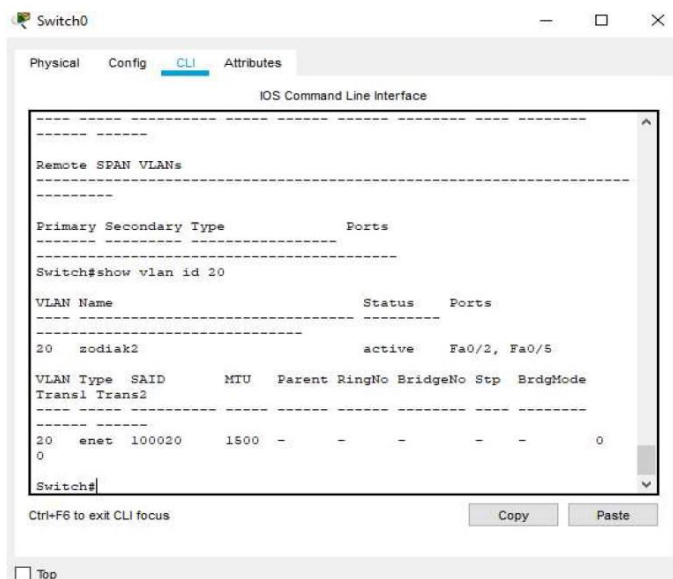 Switch0
Physical Config CLI Attributes
IOS Command Line Interface
---- ----- ---------- ----- ------ ------ -------- ---- --------
------ ------
Remote SPAN VLANs
------------------------------------------------------------------------
---------
Primary Secondary Type Ports
------- --------- -----------------
------------------------------------------
Switch#show vlan id 20
VLAN Name Status Ports
---- -------------------------------- ---------
-------------------------------
20 zodiak2 active Fa0/2, Fa0/5
VLAN Type SAID MTU Parent RingNo BridgeNo Stp BrdgMode
Trans1 Trans2
---- ----- ---------- ----- ------ ------ -------- ---- --------
------ ------
20 enet 100020 1500 - - - - - 0
0
Switch#
Ctrl+F6 to exit CLI focus
Copy Paste
Top